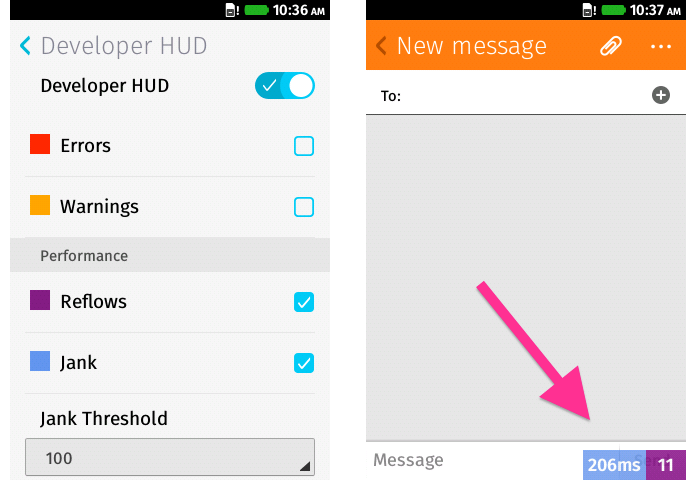 10:36 AM
Developer HUD
Developer HUD
Errors
Warnings
Performance
Reflows
Jank
Jank Threshold
100
10:37 AM
New message
To:
Message
206ms 11